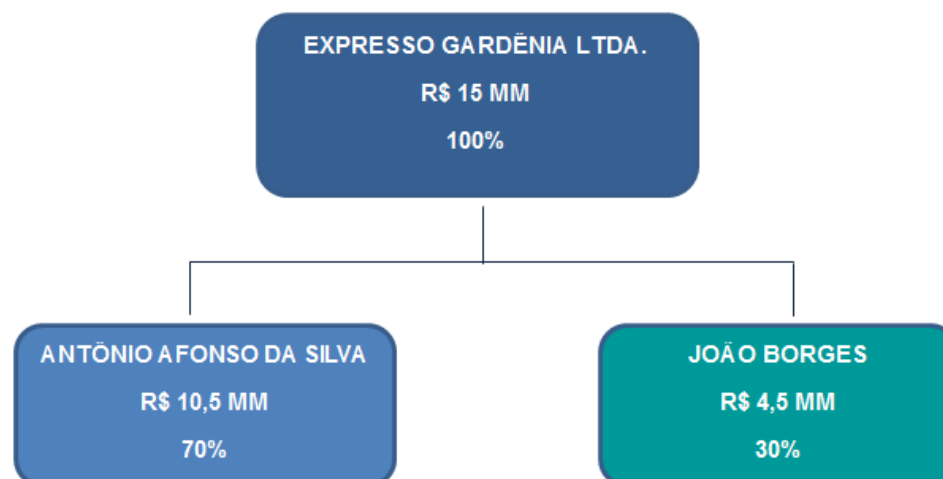 EXPRESSO GARDÊNIA LTDA.
R$ 15 MM
100%
ANTÔNIO AFONSO DA SILVA
R$ 10,5 MM
70%
JOÃO BORGES
R$ 4,5 MM
30%